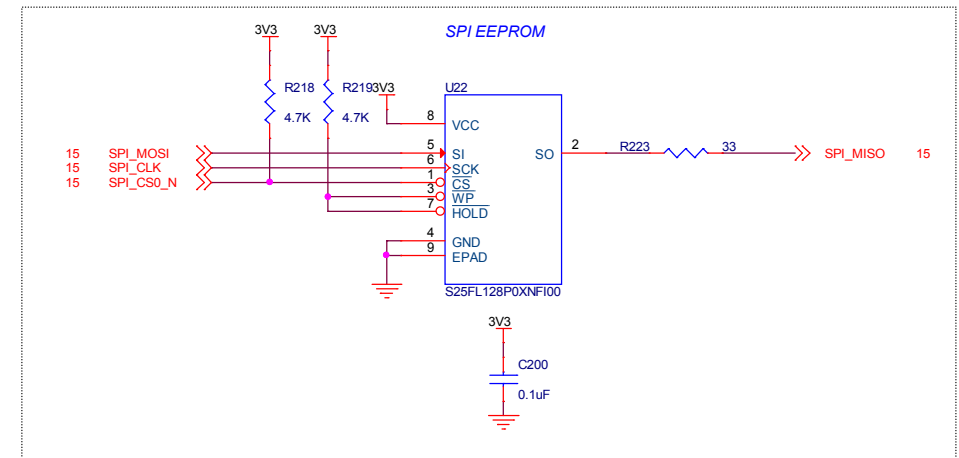 SPI EEPROM
3V3
3V3
R218
4.7K
R219
4.7K
3V3
U22
8
VCC
15 SPI_MOSI
5
SI
15 SPI_CLK
6
SCK
15 SPI_CS0_N
1
CS
3
WP
7
HOLD
4
GND
9
EPAD
SO
2
R223
33
SPI_MISO 15
S25FL128P0XNFI00
3V3
C200
0.1uF